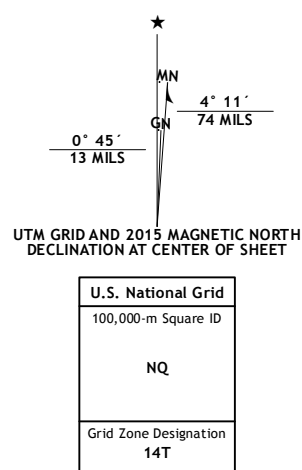 ★
MN
4° 11´
74 MILS
GN
0° 45´
13 MILS
UTM GRID AND 2015 MAGNETIC NORTH
DECLINATION AT CENTER OF SHEET
U.S. National Grid
100,000-m Square ID
NQ
Grid Zone Designation
14T